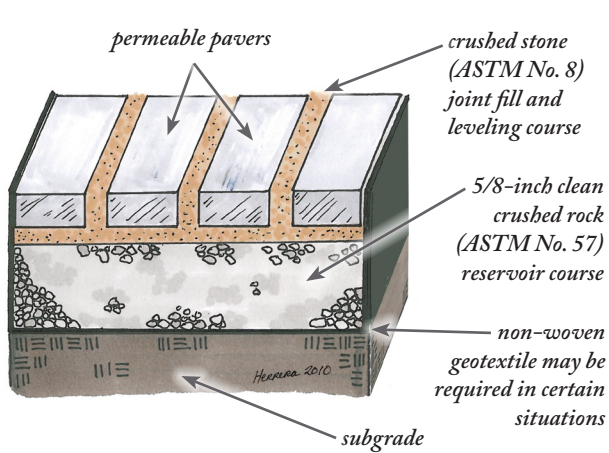 permeable pavers
crushed stone
(ASTM No. 8)
joint fill and
leveling course
5/8-inch clean
crushed rock
(ASTM No. 57)
reservoir course
non-woven
geotextile may be
required in certain
situations
Herrera 2010
subgrade